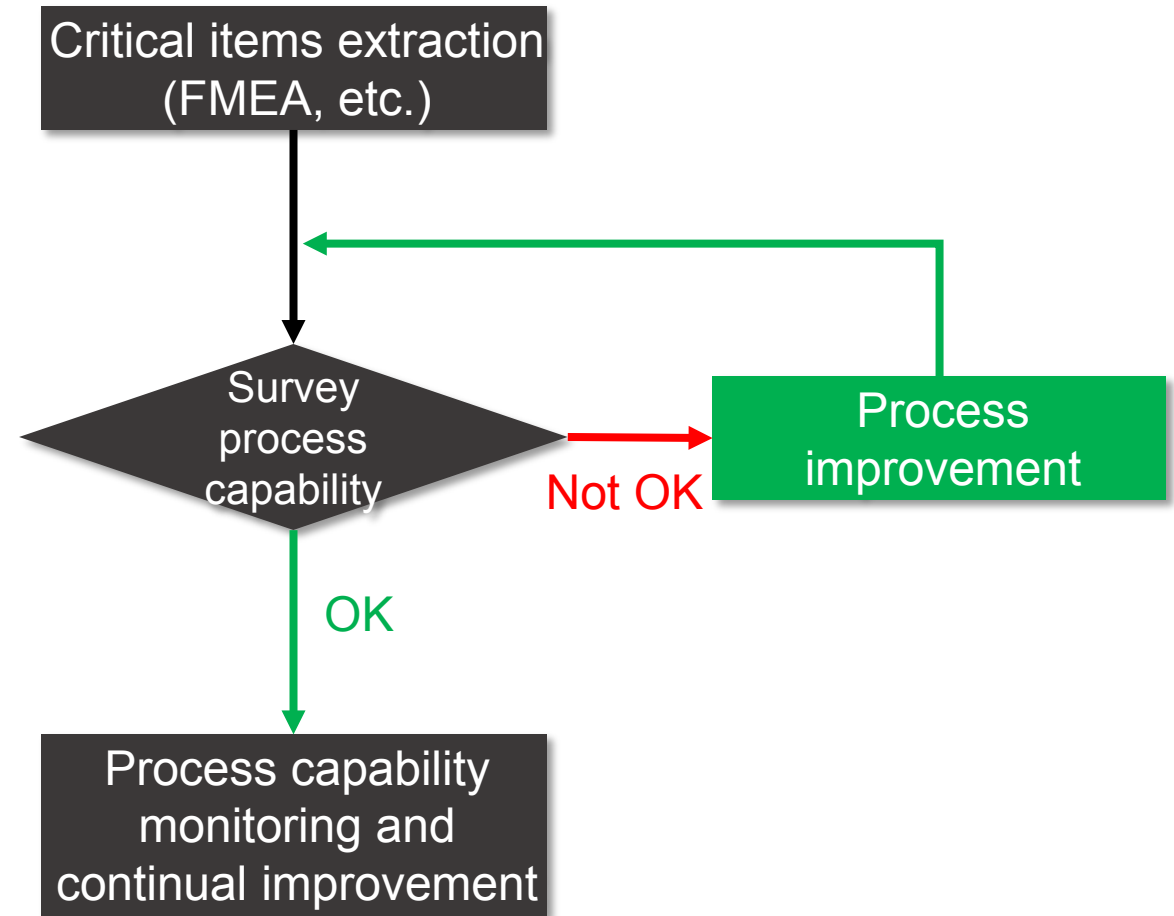 Critical items extraction
(FMEA, etc.)
Survey
process
capability
Not OK
Process
improvement
OK
Process capability
monitoring and
continual improvement